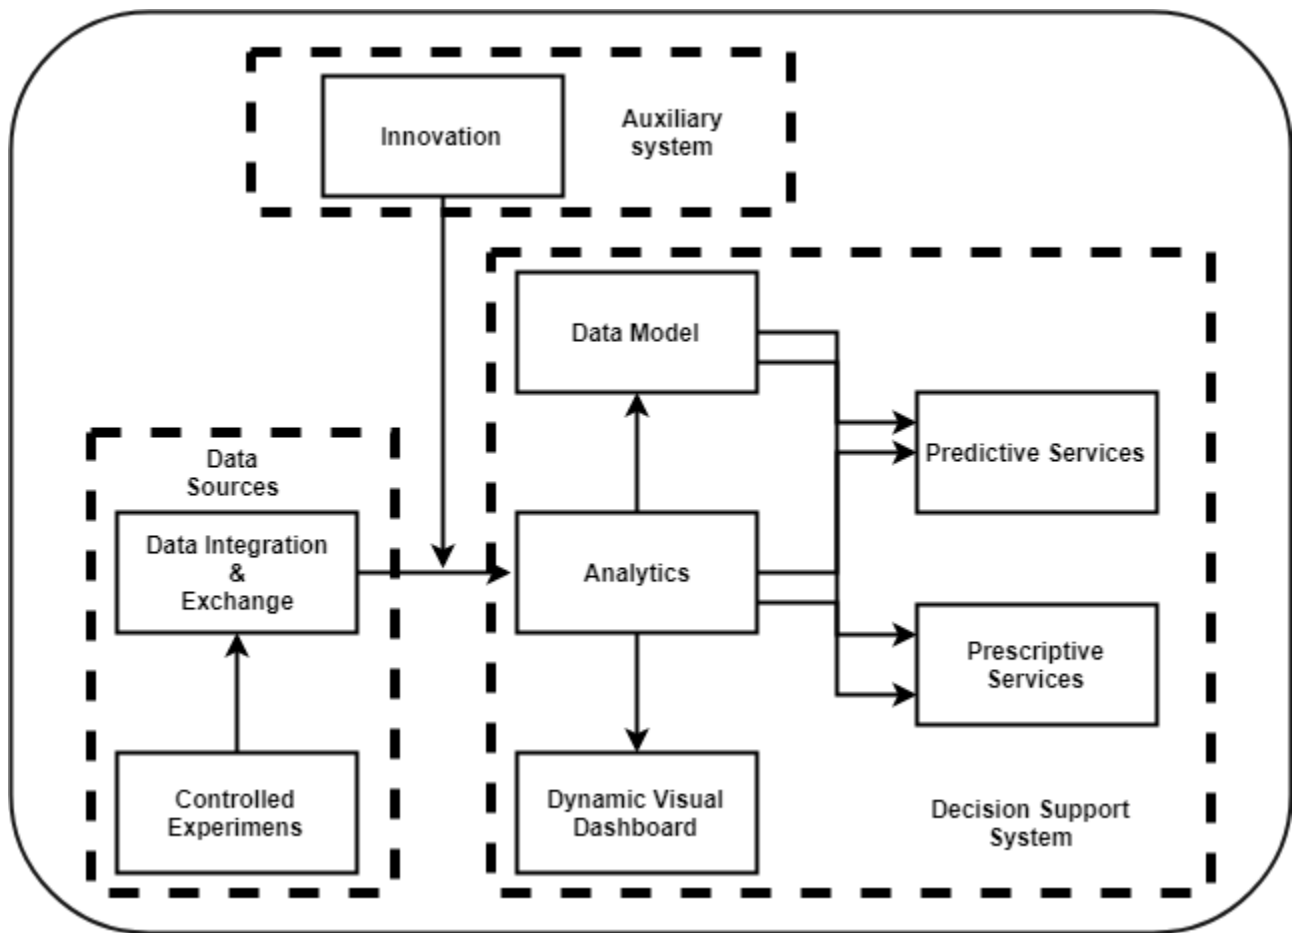 Innovation
Auxiliary
system
Data Model
Predictive Services
Data
Sources
Data Integration
&
Exchange
Analytics
Prescriptive
Services
Controlled
Experimens
Dynamic Visual
Dashboard
Decision Support
System